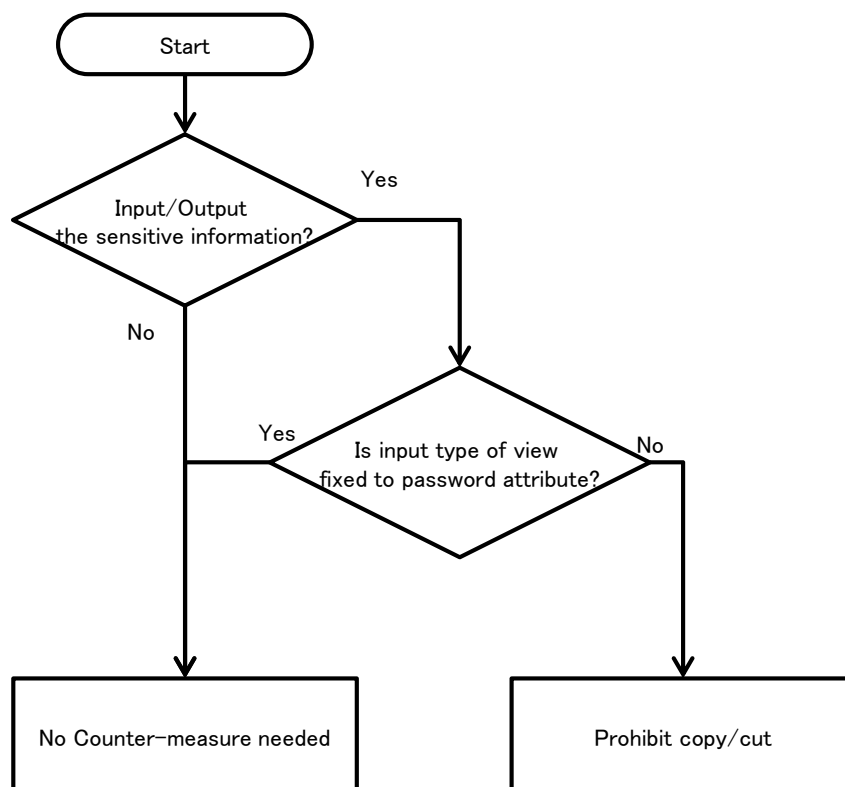 Start
Yes
Input/Output
the sensitive information?
No
Yes
Is input type of view
fixed to password attribute?
No
No Counter-measure needed
Prohibit copy/cut